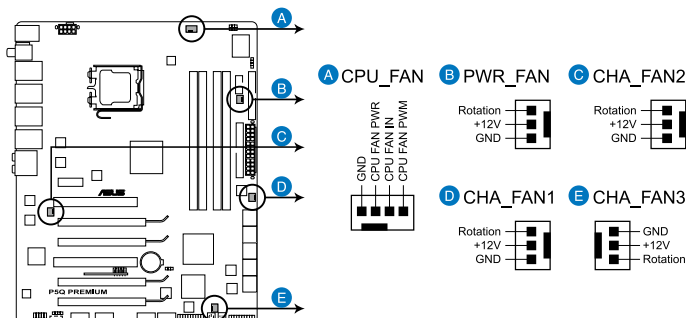 A
B
C
D
E
ASUS
P5Q PREMIUM
A CPU_FAN
GND
CPU FAN PWR
CPU FAN IN
CPU FAN PWM
B PWR_FAN
Rotation
+12V
GND
C CHA_FAN2
Rotation
+12V
GND
D CHA_FAN1
Rotation
+12V
GND
E CHA_FAN3
GND
+12V
Rotation